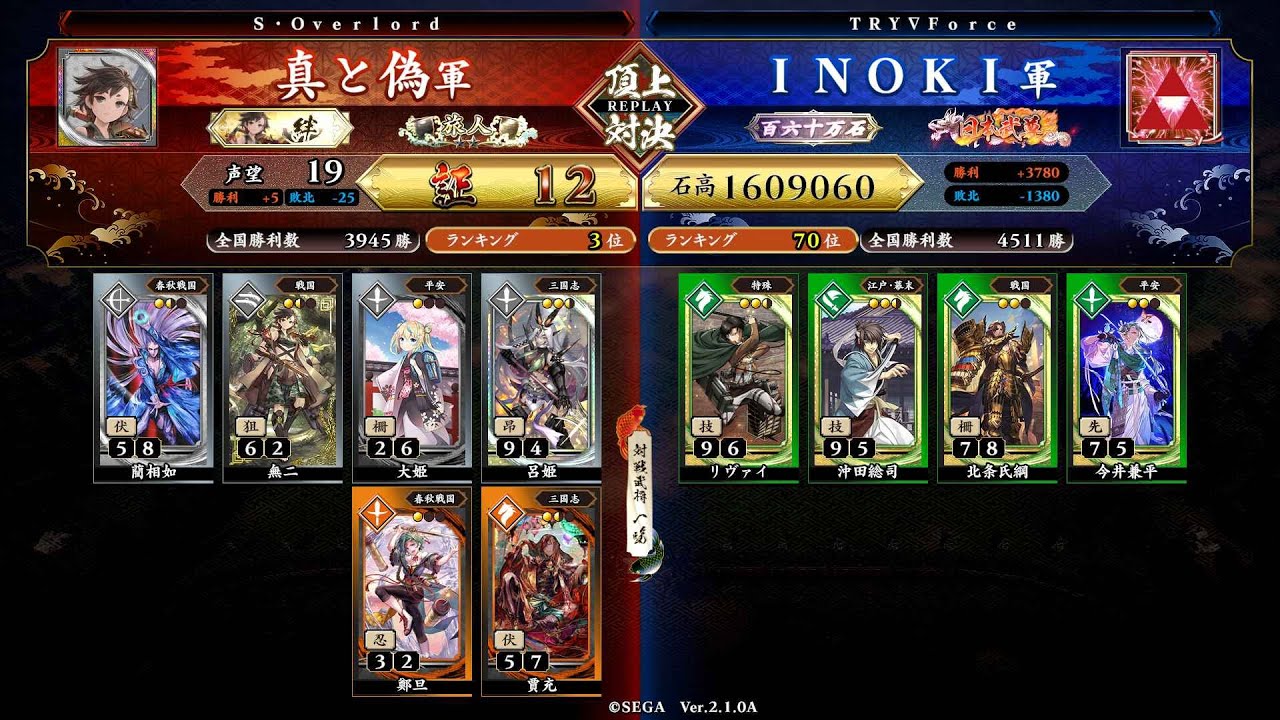 S・Overlord
TRY∇Force
真と偽軍
頂上
REPLAY
対決
INOKI軍
絆
旅人
百六十万石
日本武道
声望 19
勝利 +5 敗北 -25
証 12
石高 1609060
勝利 +3780
敗北 -1380
全国勝利数 3945勝
ランキング 3位
ランキング 70位
全国勝利数 4511勝
春秋戦国
伏
5 8
藺相如
戦国
狙
6 2
無二
平安
柵
2 6
大姫
三国志
昂
9 4
呂姫
特殊
技
9 6
リヴァイ
江戸・幕末
技
9 5
沖田総司
戦国
柵
7 8
北条氏綱
平安
先
7 5
今井兼平
対戦武将一覧
春秋戦国
忍
3 2
鄭旦
三国志
伏
5 7
賈充
©SEGA Ver.2.1.0A